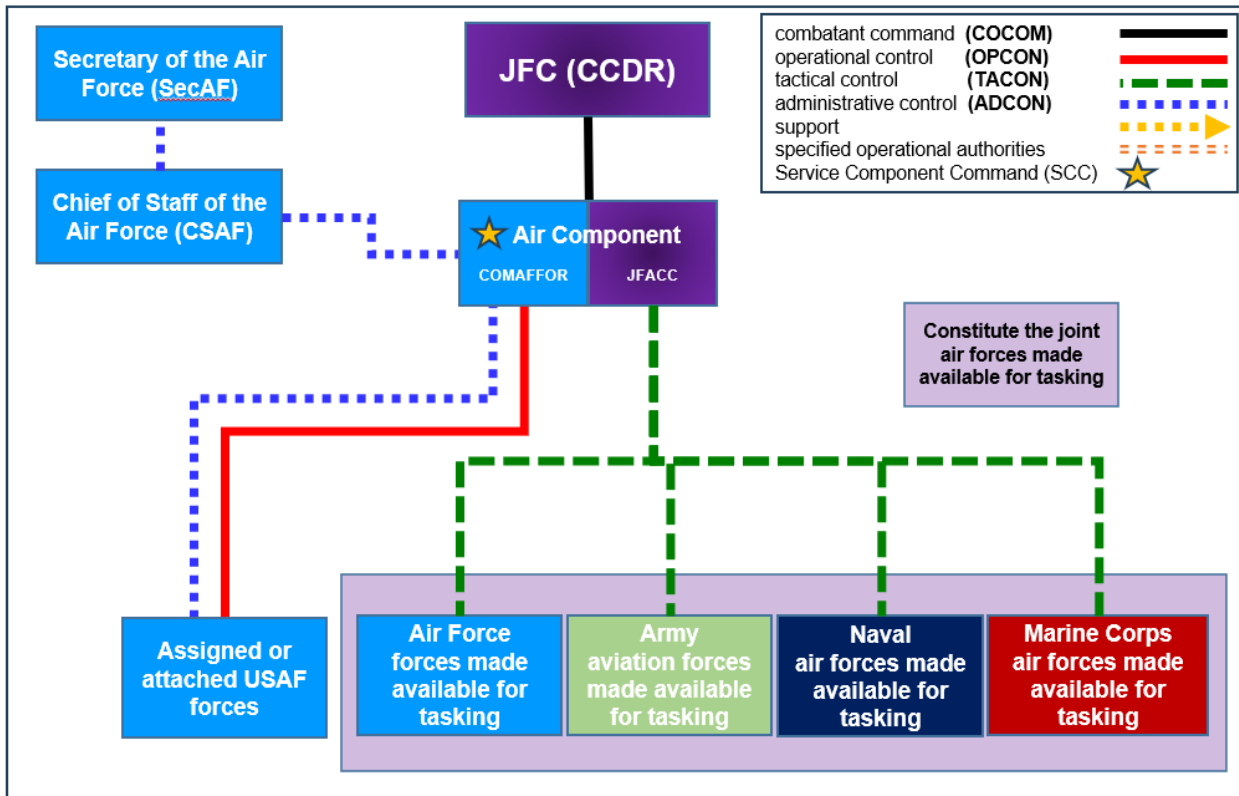 Secretary of the Air
Force (SecAF)
JFC (CCDR)
combatant command (COCOM)
operational control (OPCON)
tactical control (TACON)
administrative control (ADCON)
support
specified operational authorities
Service Component Command (SCC)
Chief of Staff of the
Air Force (CSAF)
Air Component
COMAFFOR
JFACC
Constitute the joint
air forces made
available for tasking
Assigned or
attached USAF
forces
Air Force
forces made
available for
tasking
Army
aviation forces
made available
for tasking
Naval
air forces made
available for
tasking
Marine Corps
air forces made
available for
tasking